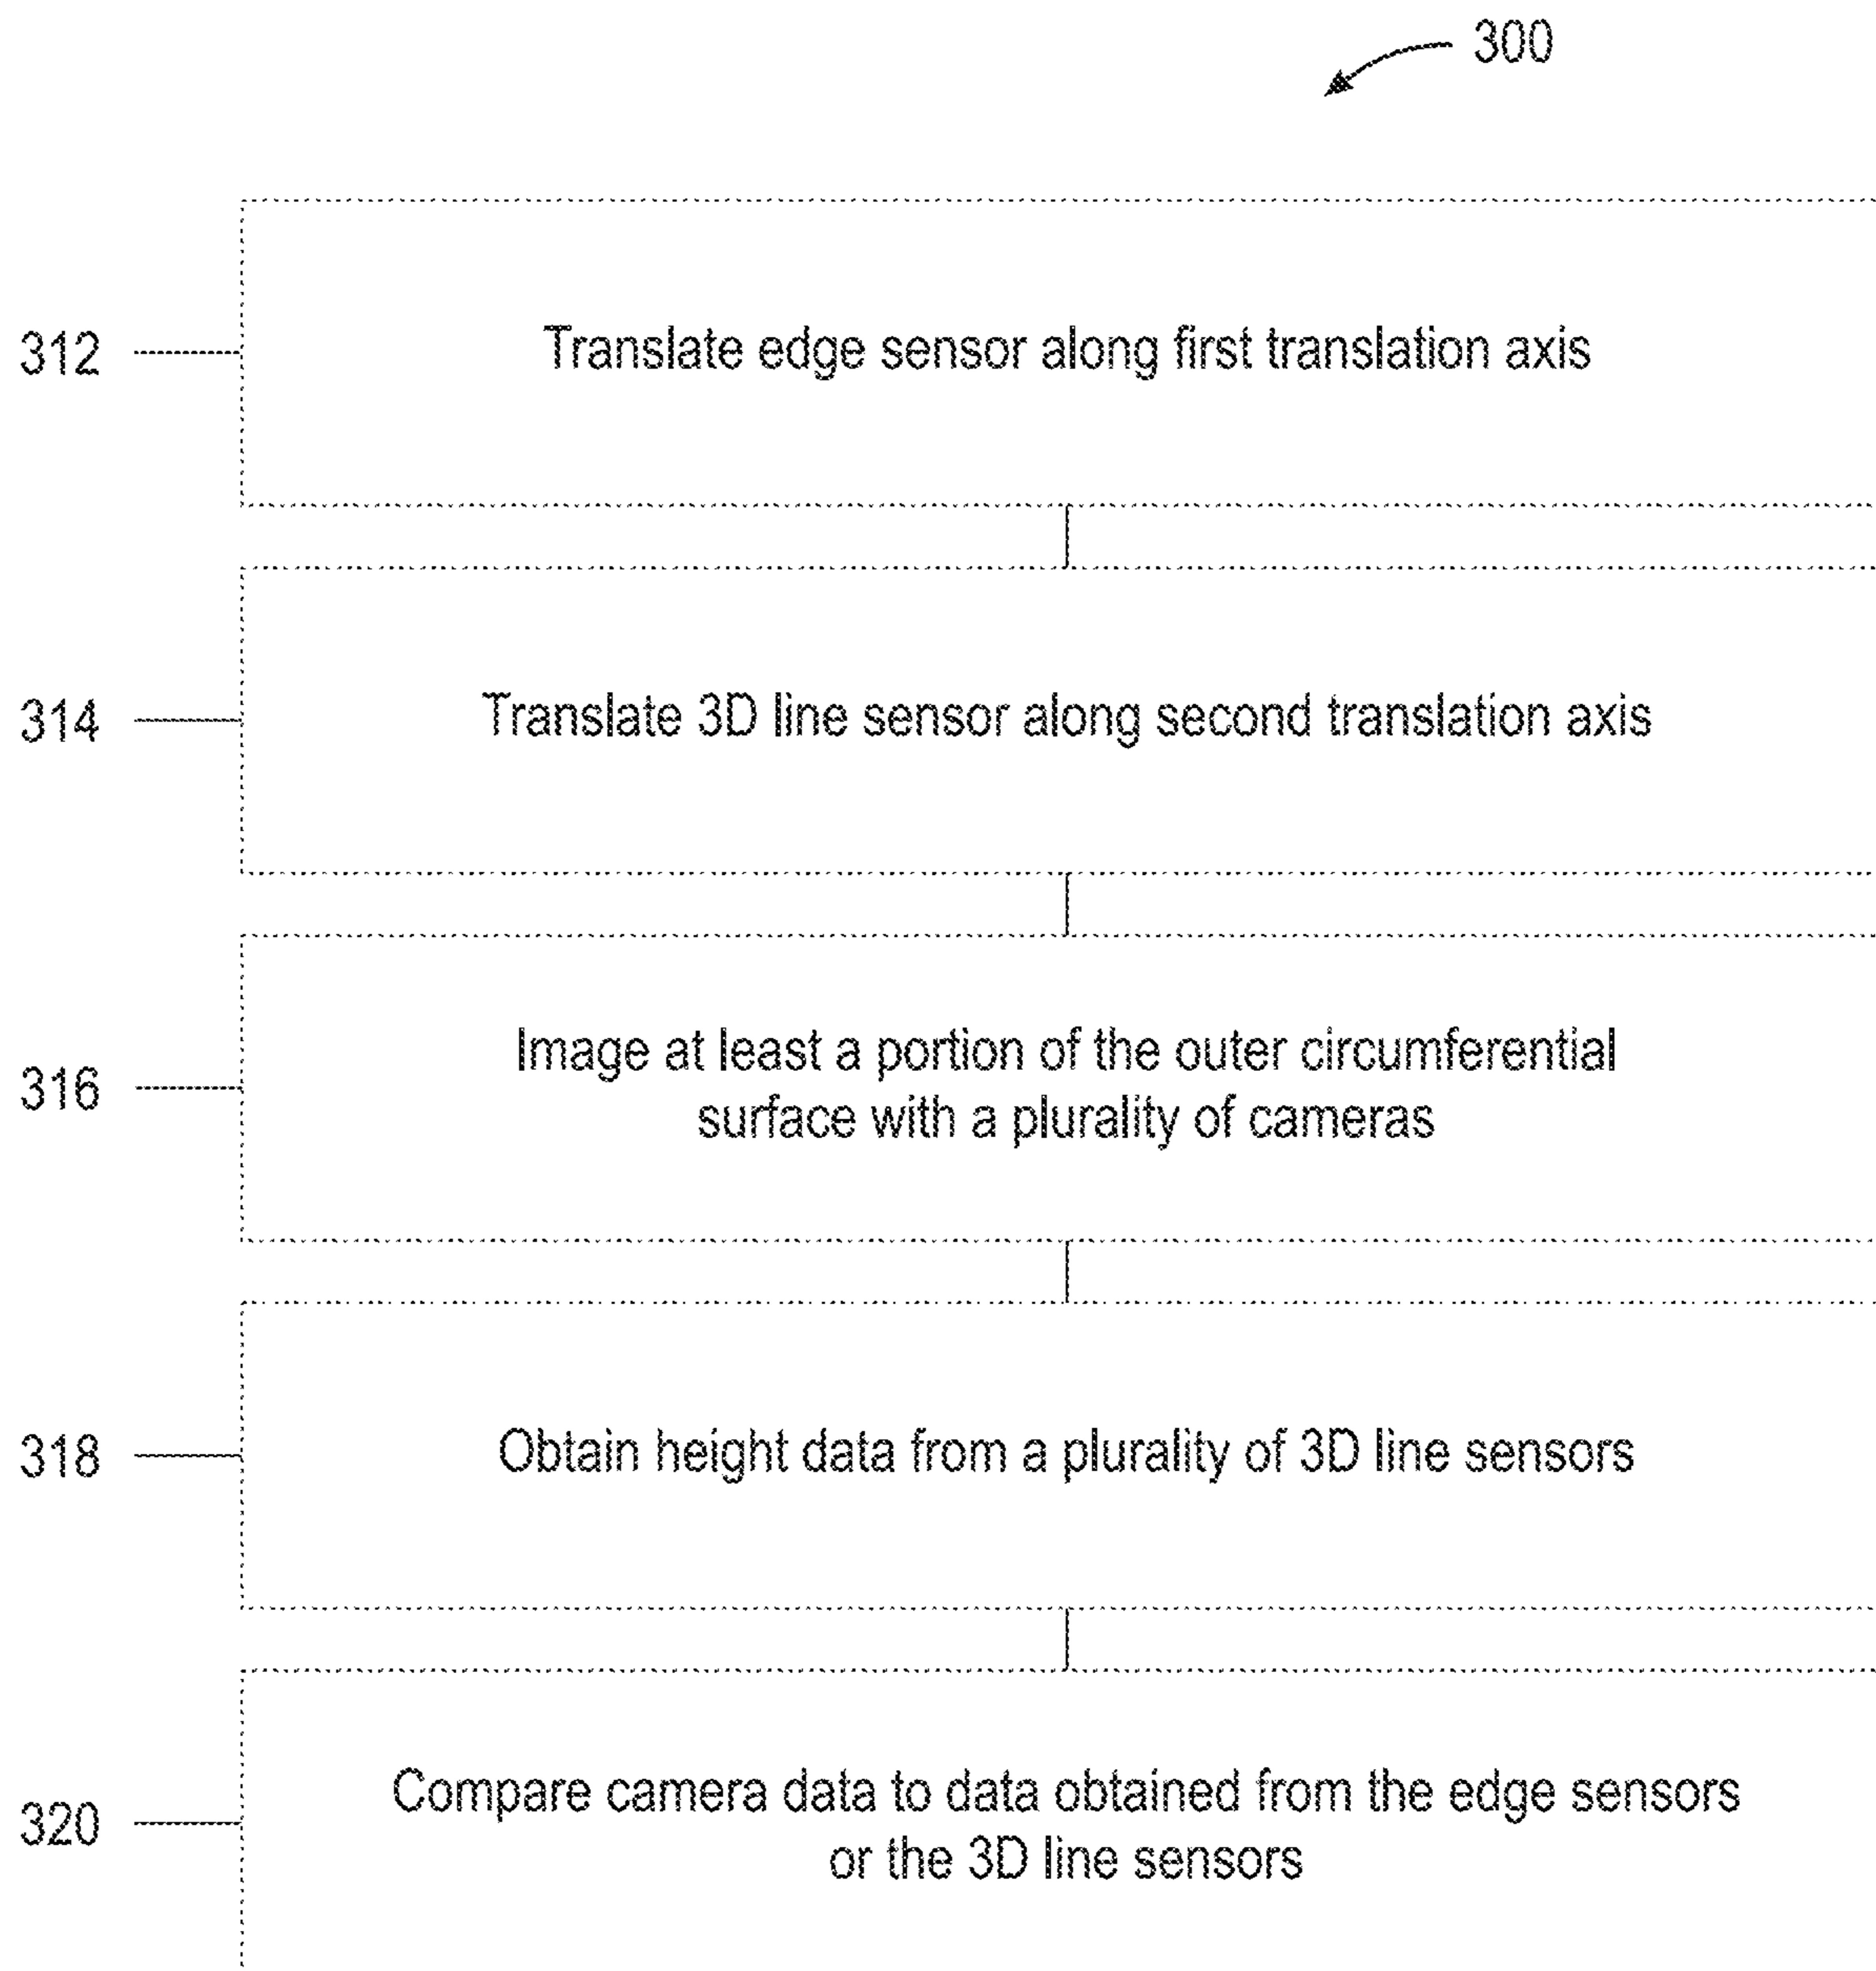 300
312
Translate edge sensor along first translation axis
314
Translate 3D line sensor along second translation axis
316
Image at least a portion of the outer circumferential
surface with a plurality of cameras
318
Obtain height data from a plurality of 3D line sensors
320
Compare camera data to data obtained from the edge sensors
or the 3D line sensors